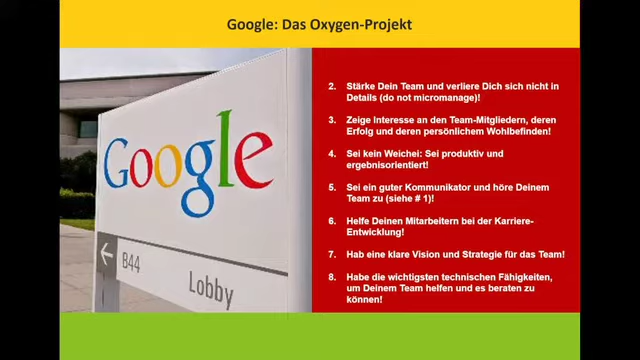 Google: Das Oxygen-Projekt
Google
B44
Lobby
2. Stärke Dein Team und verliere Dich sich nicht in
Details (do not micromanage)!
3. Zeige Interesse an den Team-Mitgliedern, deren
Erfolg und deren persönlichem Wohlbefinden!
4. Sei kein Weichei: Sei produktiv und
ergebnisorientiert!
5. Sei ein guter Kommunikator und höre Deinem
Team zu (siehe # 1)!
6. Helfe Deinen Mitarbeitern bei der Karriere-
Entwicklung!
7. Hab eine klare Vision und Strategie für das Team!
8. Habe die wichtigsten technischen Fähigkeiten,
um Deinem Team helfen und es beraten zu
können!